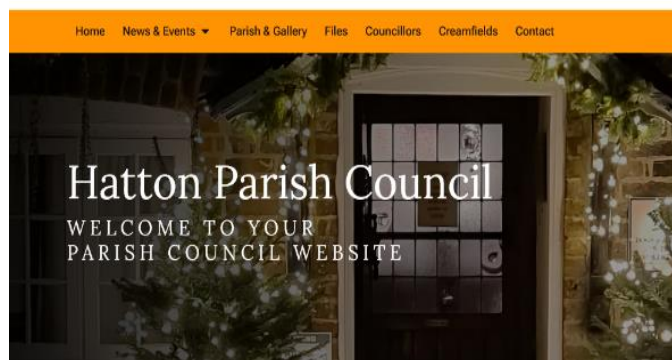 Home News & Events Parish & Gallery Files Councillors Creamfields Contact
Hatton Parish Council
WELCOME TO YOUR
PARISH COUNCIL WEBSITE